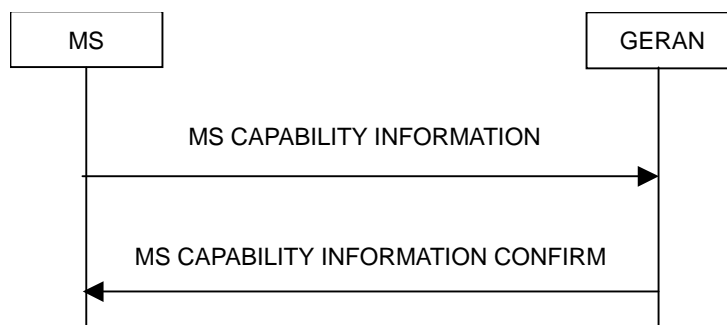 MS
GERAN
MS CAPABILITY INFORMATION
MS CAPABILITY INFORMATION CONFIRM